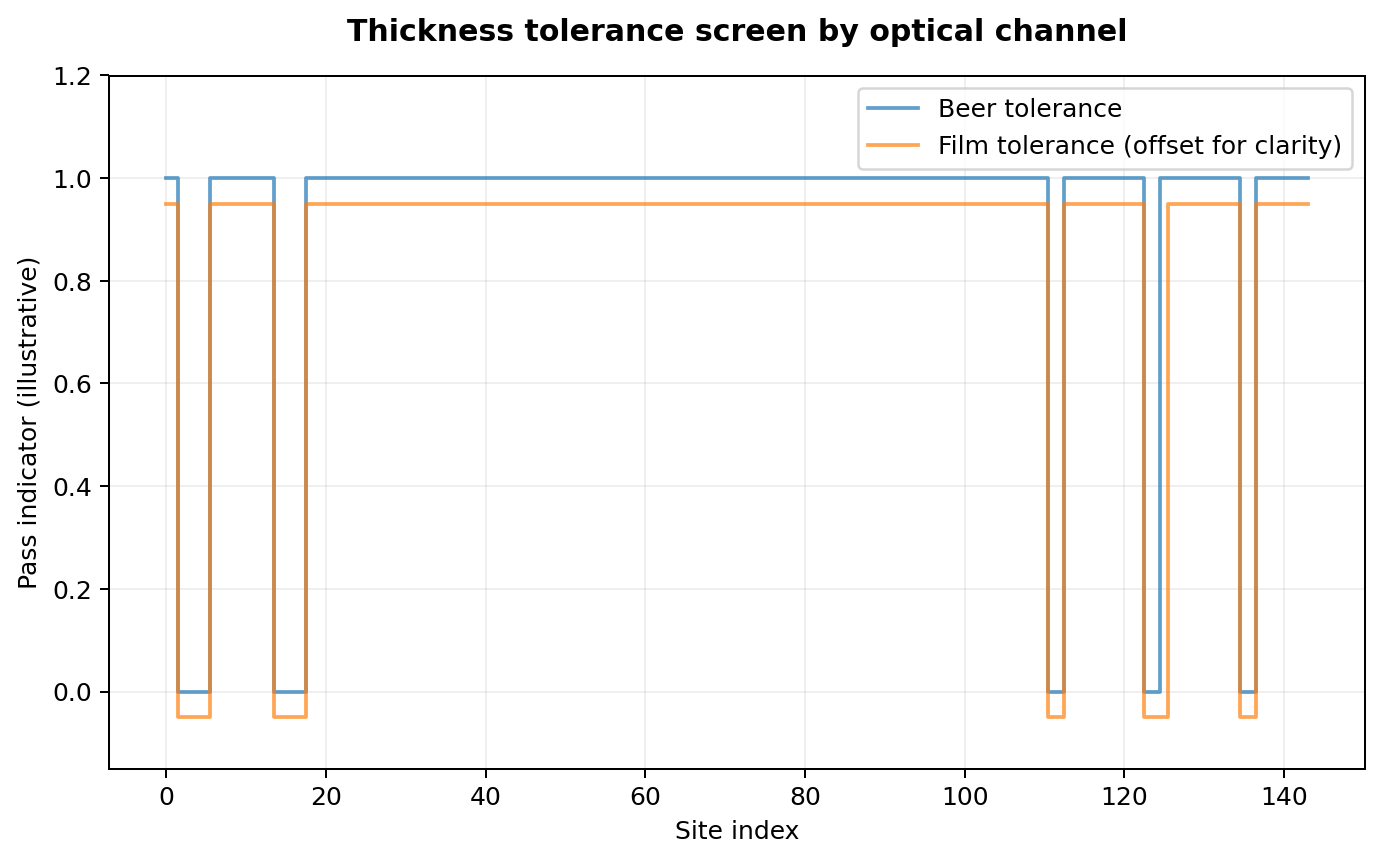 Thickness tolerance screen by optical channel
Beer tolerance
Film tolerance (offset for clarity)
Pass indicator (illustrative)
1.2
1.0
0.8
0.6
0.4
0.2
0.0
0 20 40 60 80 100 120 140
Site index